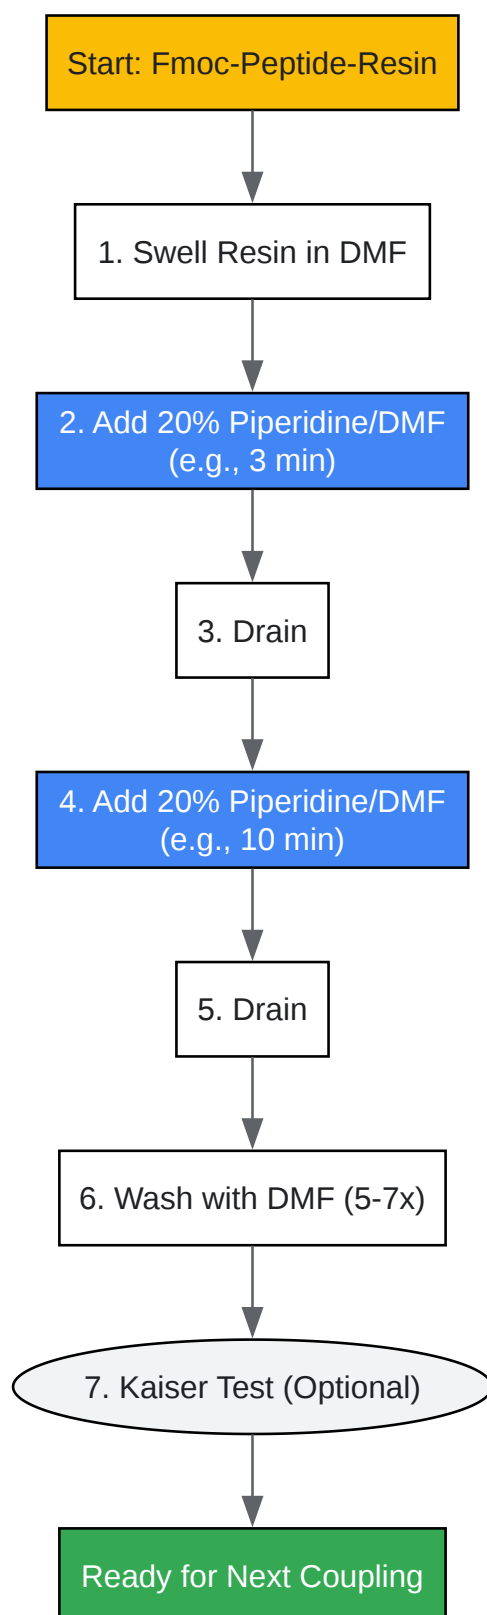 Start: Fmoc-Peptide-Resin
1. Swell Resin in DMF
2. Add 20% Piperidine/DMF
(e.g., 3 min)
3. Drain
4. Add 20% Piperidine/DMF
(e.g., 10 min)
5. Drain
6. Wash with DMF (5-7x)
7. Kaiser Test (Optional)
Ready for Next Coupling